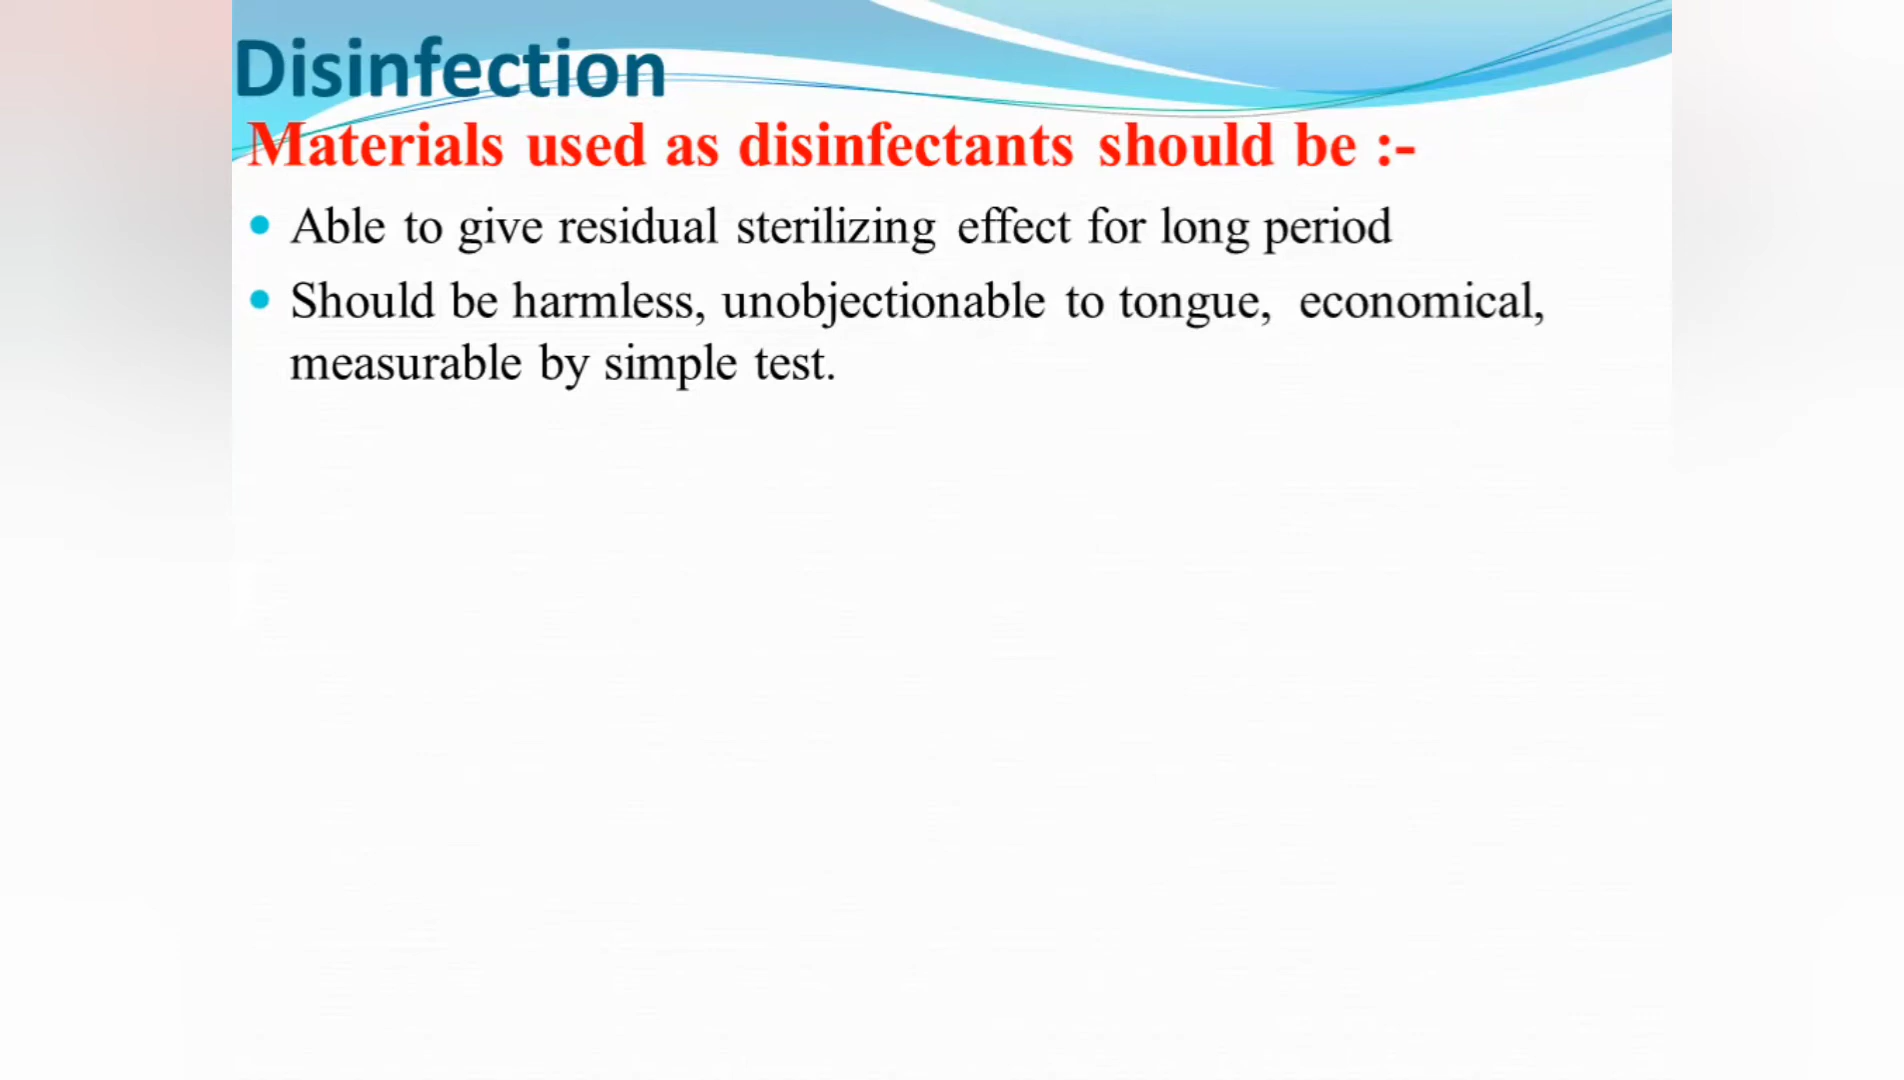 Disinfection
Materials used as disinfectants should be :-
• Able to give residual sterilizing effect for long period
• Should be harmless, unobjectionable to tongue, economical,
measurable by simple test.